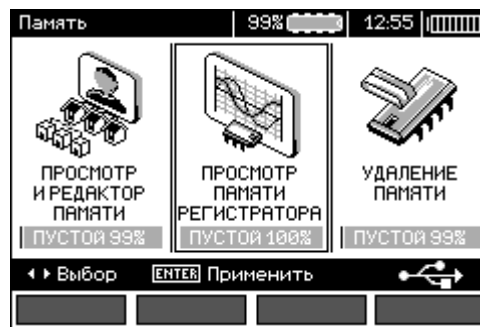 Память 99% 12:55
ПРОСМОТР
И РЕДАКТОР
ПАМЯТИ
ПУСТОЙ 99%
ПРОСМОТР
ПАМЯТИ
РЕГИСТРАТОРА
ПУСТОЙ 100%
УДАЛЕНИЕ
ПАМЯТИ
ПУСТОЙ 99%
Выбор ENTER Применить